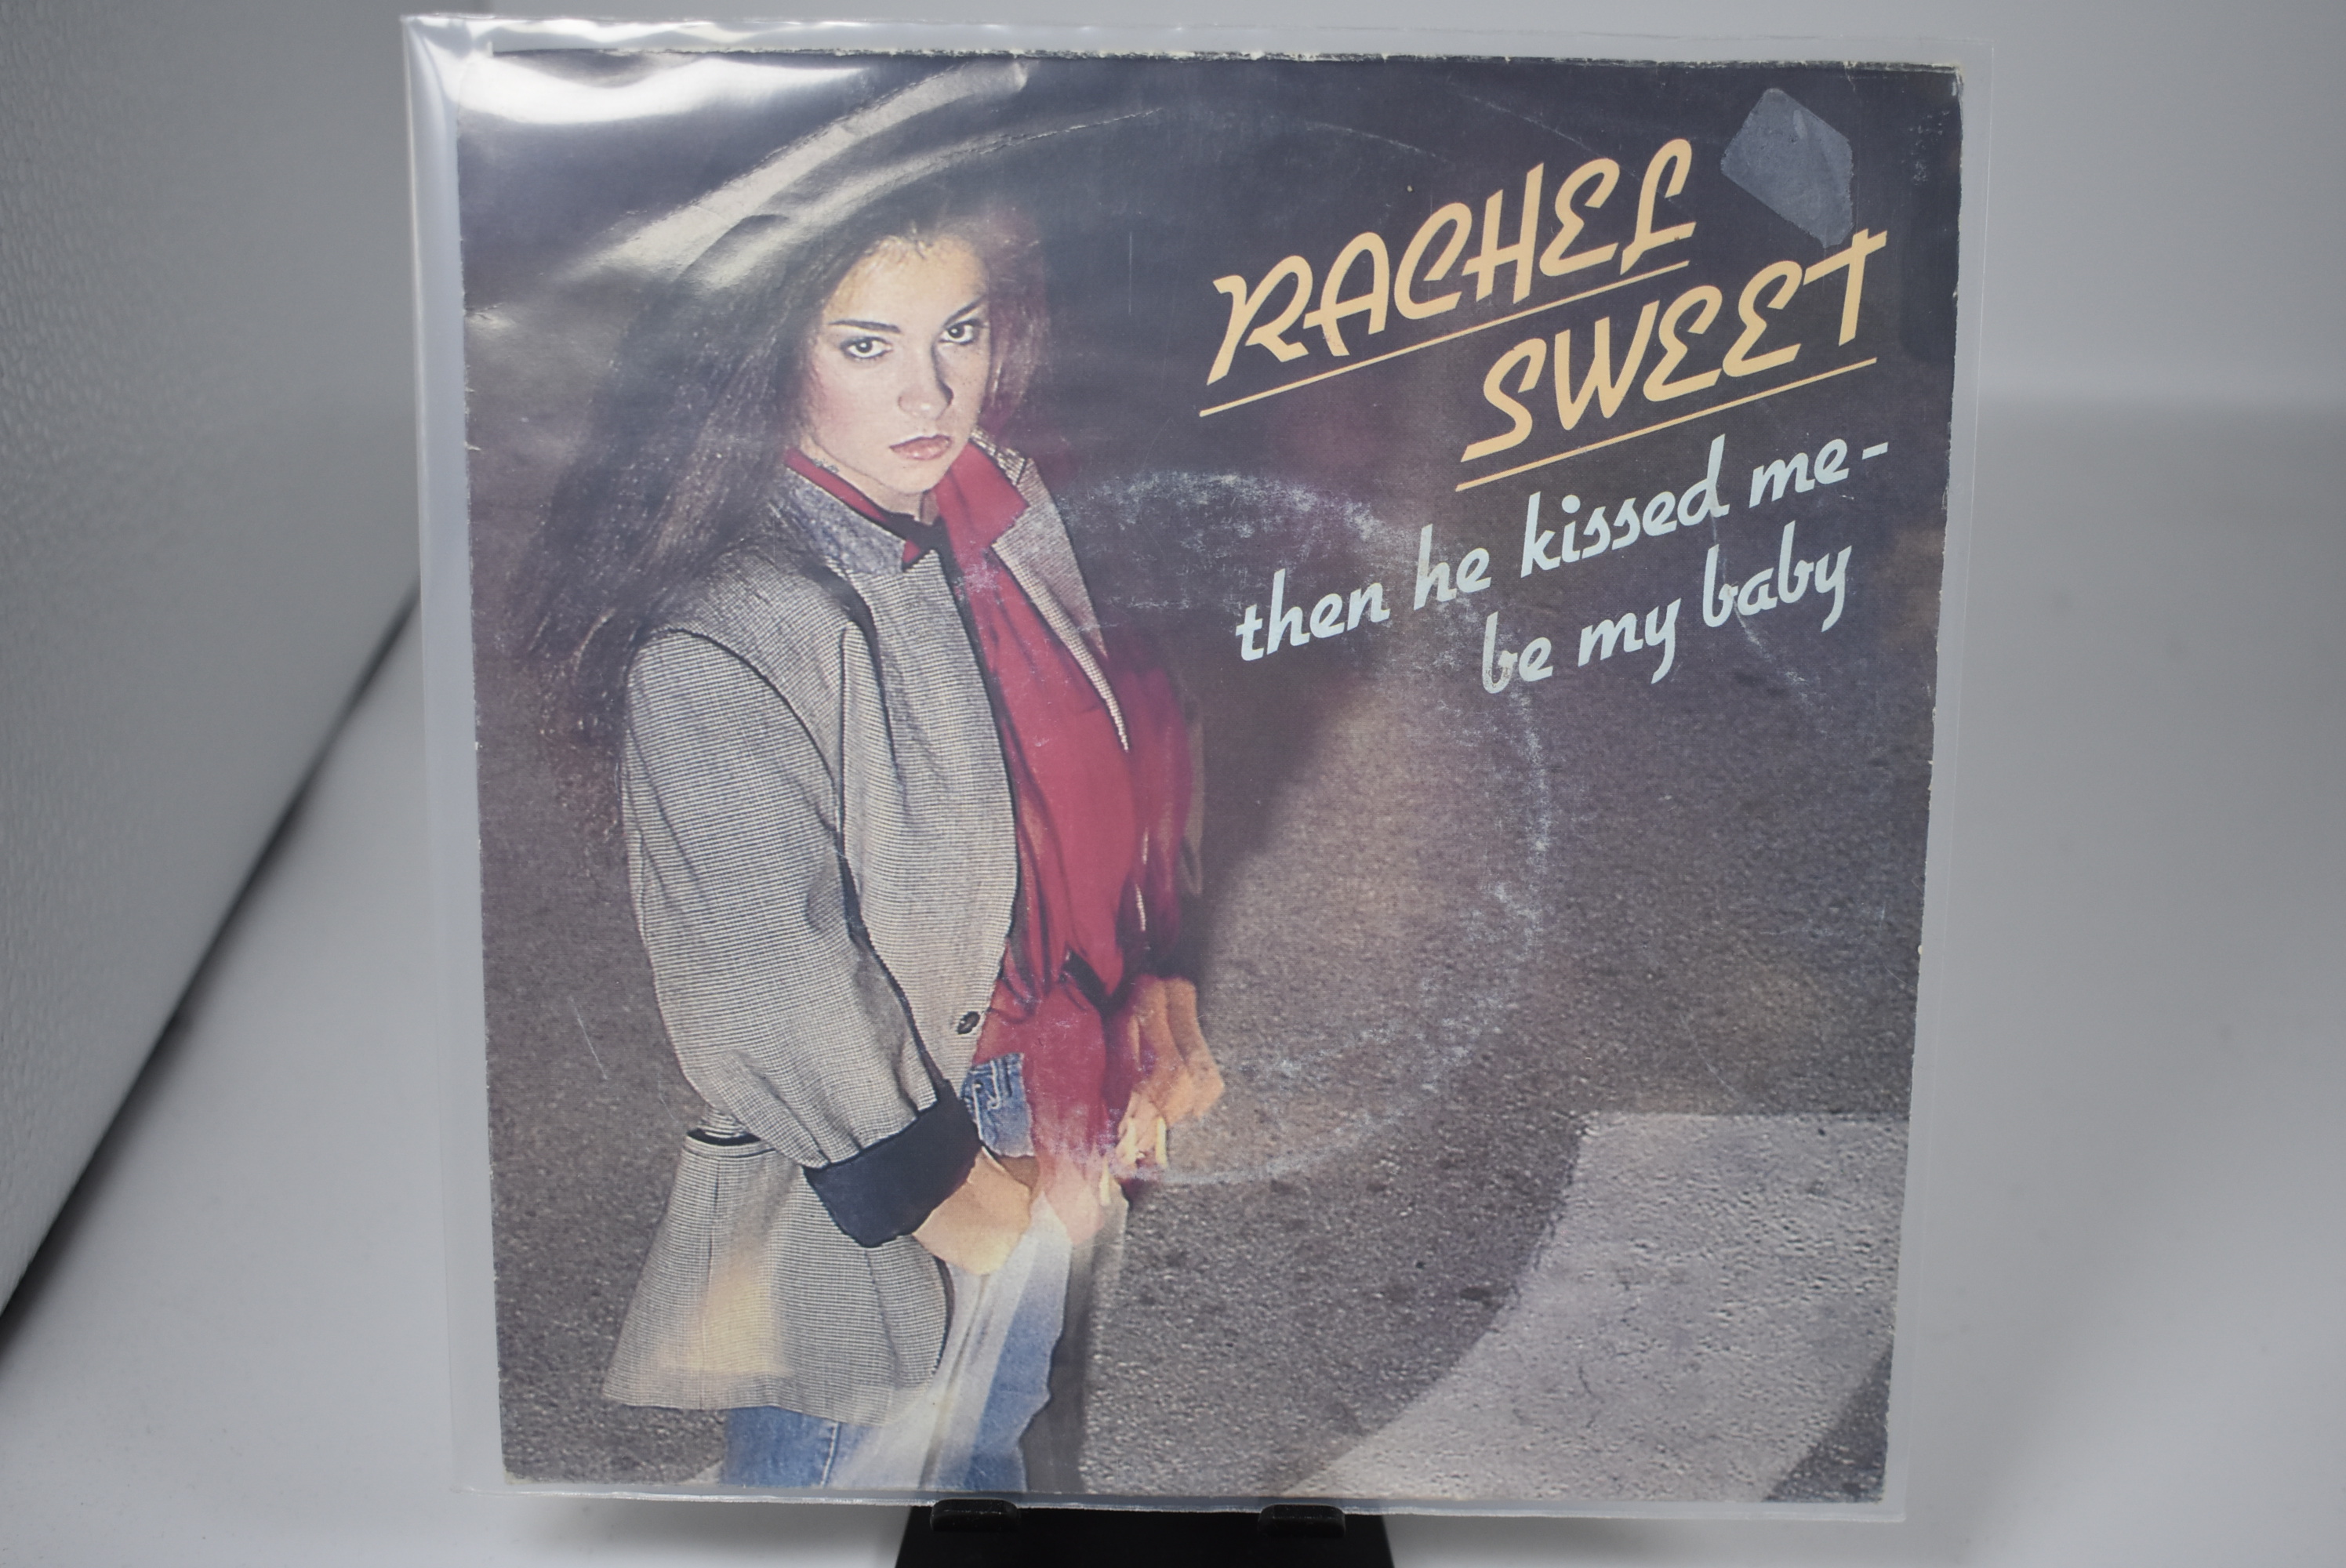 RACHEL
SWEET
then he kissed me-
be my baby